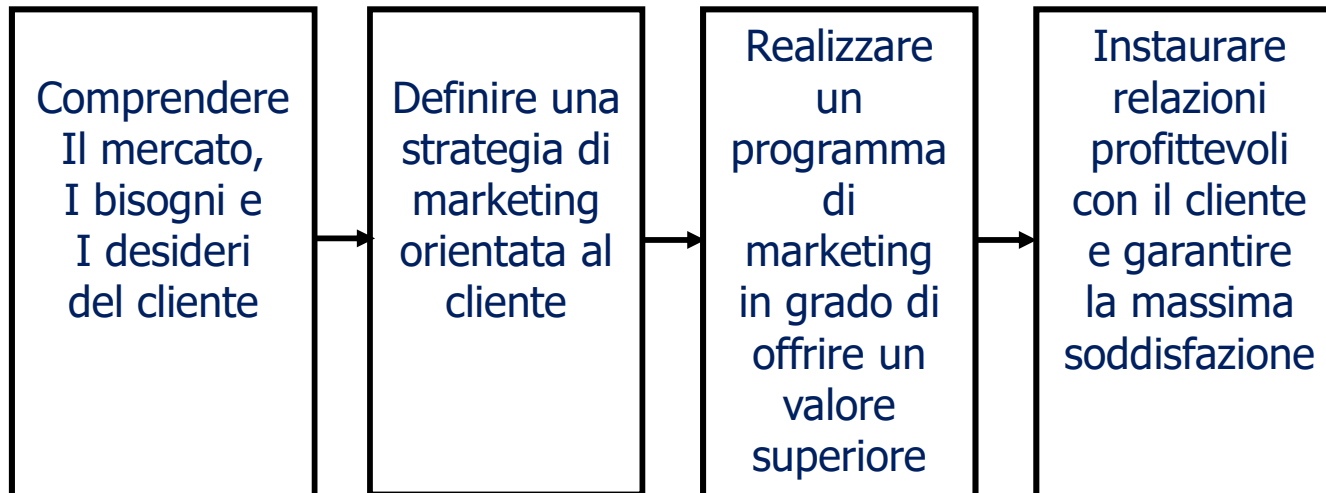 Comprendere
Il mercato,
I bisogni e
I desideri
del cliente
Definire una
strategia di
marketing
orientata al
cliente
Realizzare
un
programma
di
marketing
in grado di
offrire un
valore
superiore
Instaurare
relazioni
profittevoli
con il cliente
e garantire
la massima
soddisfazione